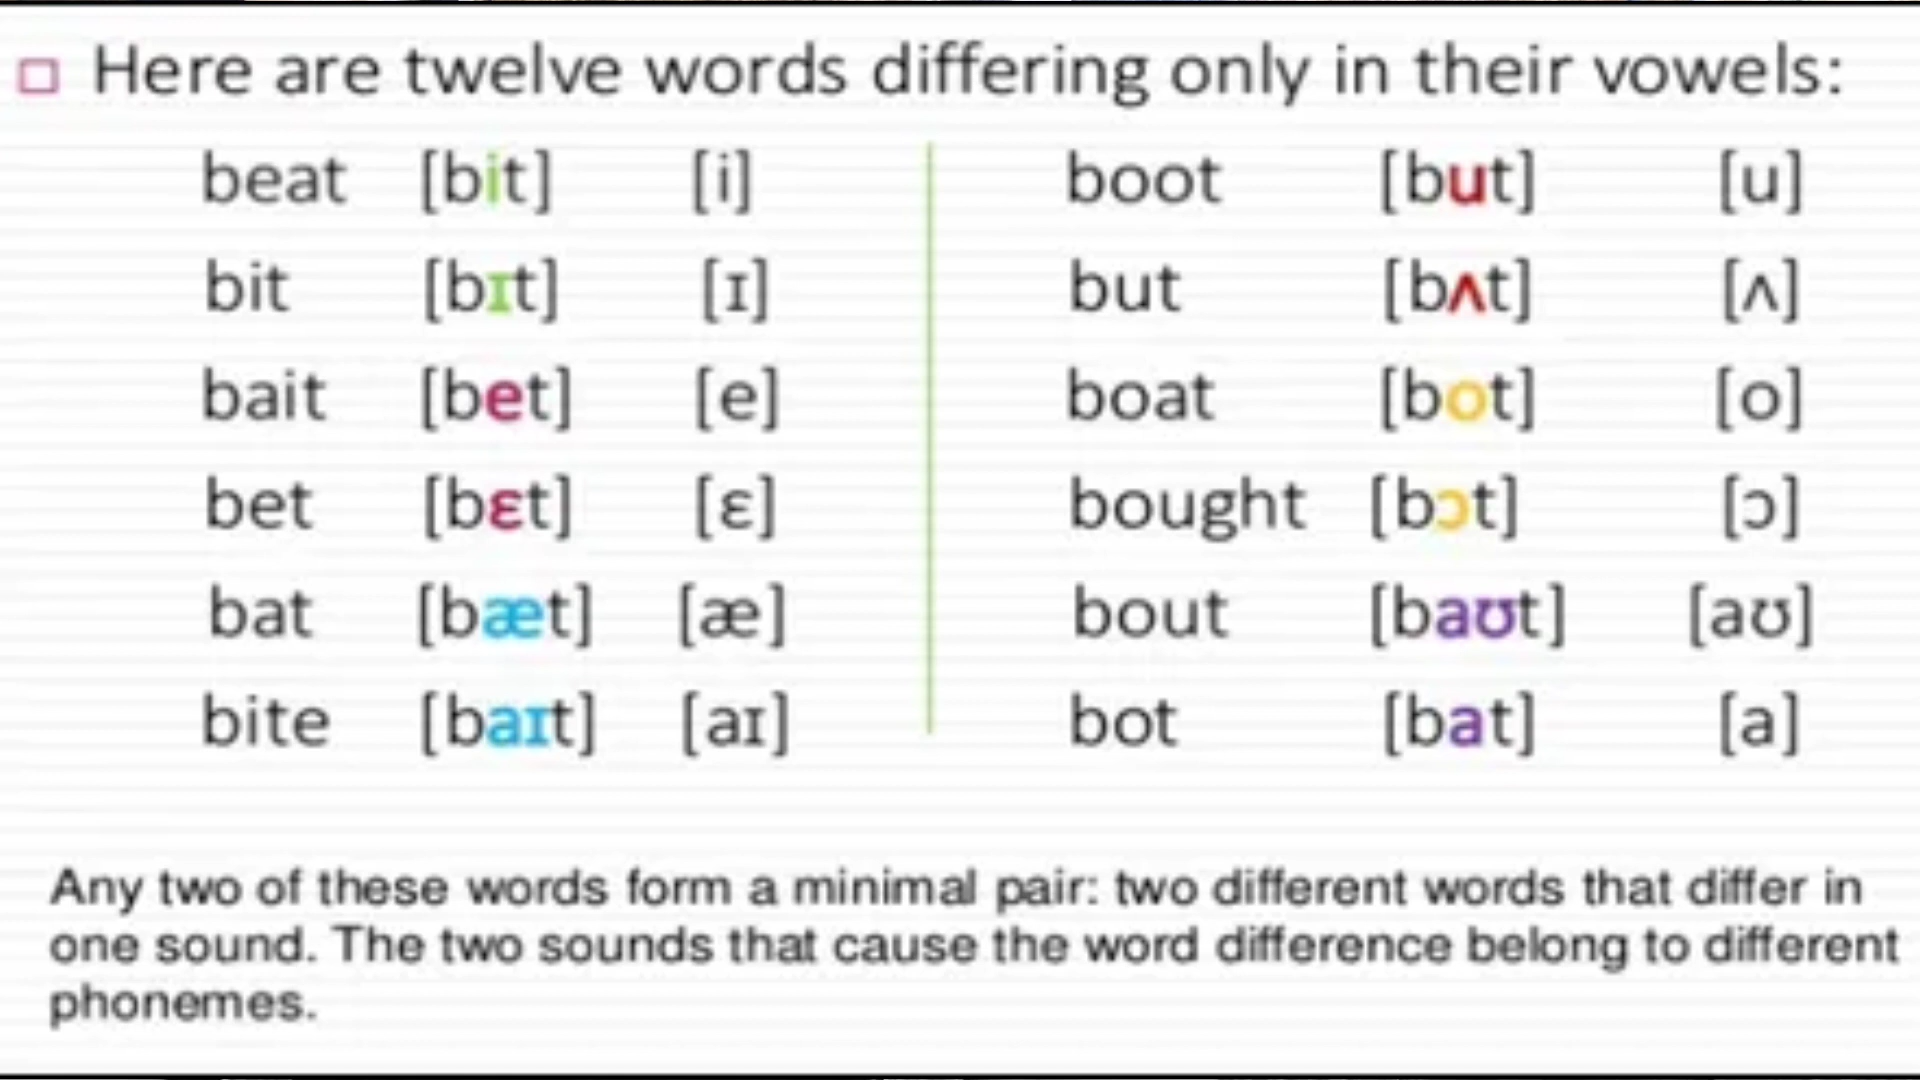 Here are twelve words differing only in their vowels:
beat [bit] [i]
bit [bɪt] [ɪ]
bait [bet] [e]
bet [bɛt] [ɛ]
bat [bæt] [æ]
bite [baɪt] [aɪ]
boot [but] [u]
but [bʌt] [ʌ]
boat [bot] [o]
bought [bɔt] [ɔ]
bout [baʊt] [aʊ]
bot [bat] [a]
Any two of these words form a minimal pair: two different words that differ in
one sound. The two sounds that cause the word difference belong to different
phonemes.